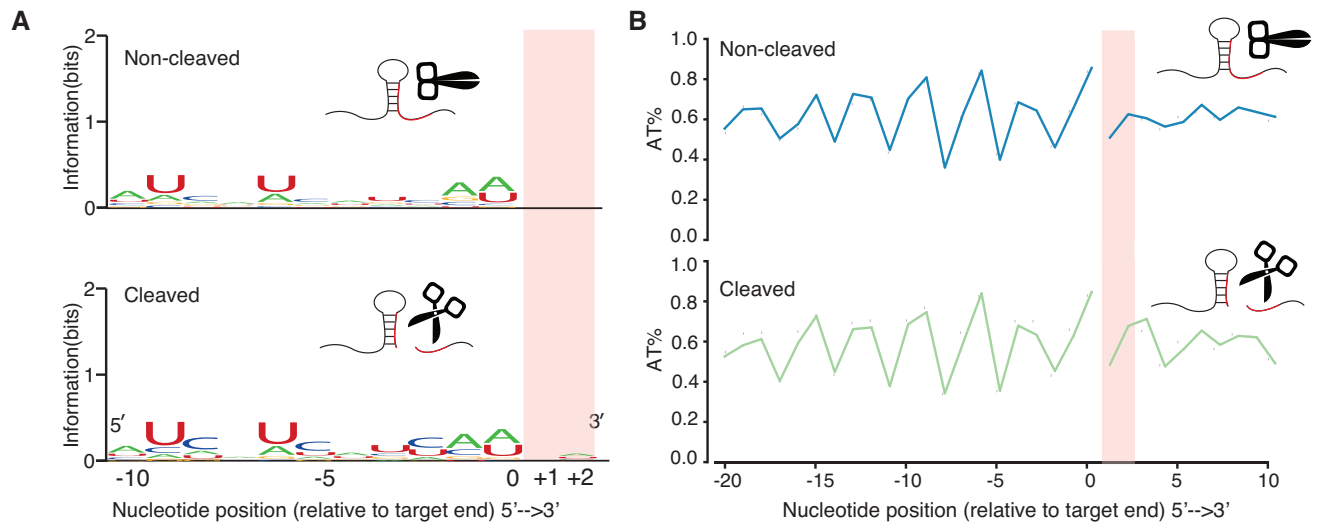 A
B
Information(bits)
2
1
0
Non-cleaved
Information(bits)
2
1
0
Cleaved
5′
3′
-10
-5
0
+1
+2
Nucleotide position (relative to target end) 5’-->3’
AT%
1.0
0.8
0.6
0.4
0.0
Non-cleaved
AT%
1.0
0.8
0.6
0.4
0.2
0.0
Cleaved
-20
-15
-10
-5
0
5
10
Nucleotide position (relative to target end) 5’-->3’